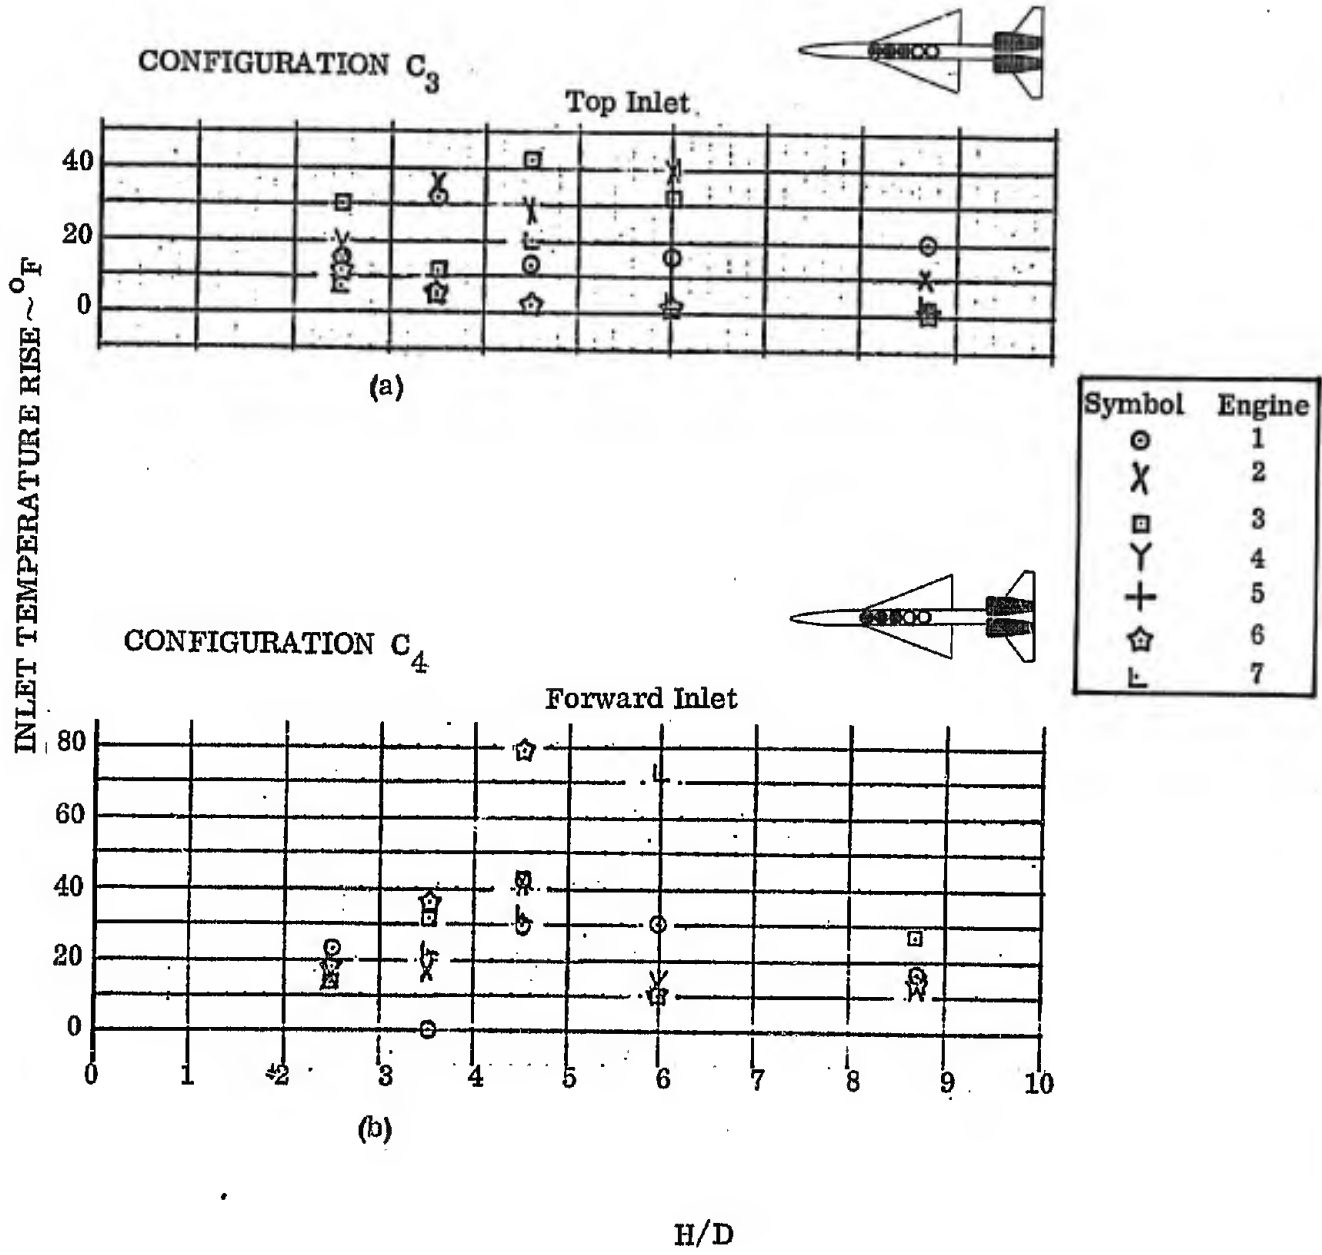 CONFIGURATION C3
Top Inlet
40
20
0
(a)
INLET TEMPERATURE RISE ~ °F
Symbol Engine
1
2
3
4
5
6
7
CONFIGURATION C4
Forward Inlet
80
60
40
20
0
0 1 2 3 4 5 6 7 8 9 10
(b)
H/D